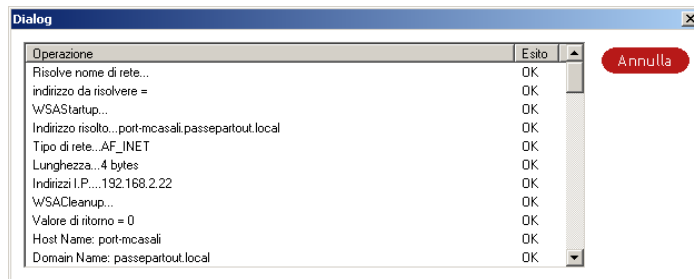 Dialog
Operazione Esito
Annulla
Risolve nome di rete... OK
indirizzo da risolvere = OK
WSAStartup... OK
Indirizzo risolto...port-mcasali.passepartout.local OK
Tipo di rete...AF_INET OK
Lunghezza...4 bytes OK
Indirizzi I.P....192.168.2.22 OK
WSACleanup... OK
Valore di ritorno = 0 OK
Host Name: port-mcasali OK
Domain Name: passepartout.local OK